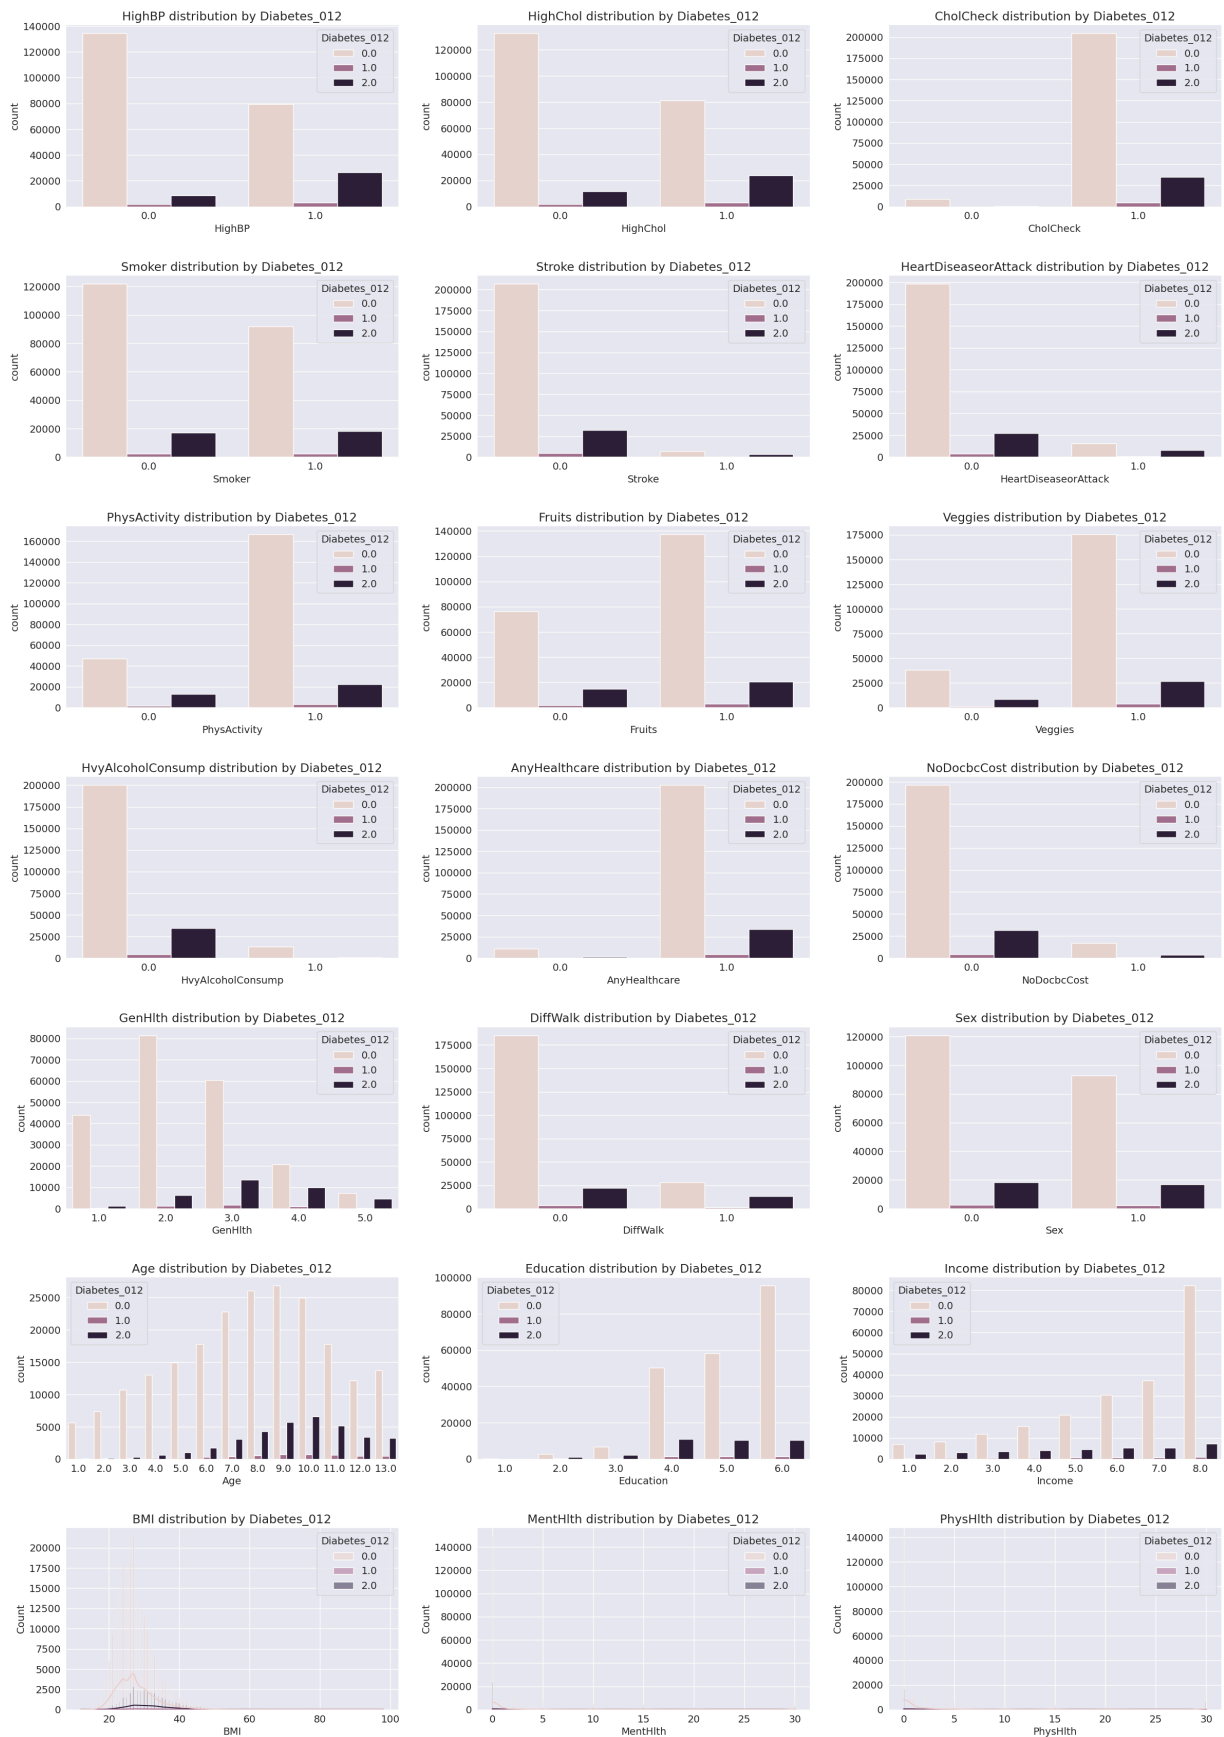 HighBP distribution by Diabetes_012
140000
120000
100000
80000
60000
40000
20000
0
count
0.0 1.0
HighBP
Diabetes_012
0.0
1.0
2.0
HighChol distribution by Diabetes_012
120000
100000
80000
60000
40000
20000
0
count
0.0 1.0
HighChol
Diabetes_012
0.0
1.0
2.0
CholCheck distribution by Diabetes_012
200000
175000
150000
125000
100000
75000
50000
25000
0
count
0.0 1.0
CholCheck
Diabetes_012
0.0
1.0
2.0
Smoker distribution by Diabetes_012
120000
100000
80000
60000
40000
20000
0
count
0.0 1.0
Smoker
Diabetes_012
0.0
1.0
2.0
Stroke distribution by Diabetes_012
200000
175000
150000
125000
100000
75000
50000
25000
0
count
0.0 1.0
Stroke
Diabetes_012
0.0
1.0
2.0
HeartDiseaseorAttack distribution by Diabetes_012
200000
175000
150000
125000
100000
75000
50000
25000
0
count
0.0 1.0
HeartDiseaseorAttack
Diabetes_012
0.0
1.0
2.0
PhysActivity distribution by Diabetes_012
160000
140000
120000
100000
80000
60000
40000
20000
0
count
0.0 1.0
PhysActivity
Diabetes_012
0.0
1.0
2.0
Fruits distribution by Diabetes_012
140000
120000
100000
80000
60000
40000
20000
0
count
0.0 1.0
Fruits
Diabetes_012
0.0
1.0
2.0
Veggies distribution by Diabetes_012
175000
150000
125000
100000
75000
50000
25000
0
count
0.0 1.0
Veggies
Diabetes_012
0.0
1.0
2.0
HvyAlcoholConsump distribution by Diabetes_012
200000
175000
150000
125000
100000
75000
50000
25000
0
count
0.0 1.0
HvyAlcoholConsump
Diabetes_012
0.0
1.0
2.0
AnyHealthcare distribution by Diabetes_012
200000
175000
150000
125000
100000
75000
50000
25000
0
count
0.0 1.0
AnyHealthcare
Diabetes_012
0.0
1.0
2.0
NoDocbcCost distribution by Diabetes_012
200000
175000
150000
125000
100000
75000
50000
25000
0
count
0.0 1.0
NoDocbcCost
Diabetes_012
0.0
1.0
2.0
GenHlth distribution by Diabetes_012
80000
70000
60000
50000
40000
30000
20000
10000
0
count
1.0 2.0 3.0 4.0 5.0
GenHlth
Diabetes_012
0.0
1.0
2.0
DiffWalk distribution by Diabetes_012
175000
150000
125000
100000
75000
50000
25000
0
count
0.0 1.0
DiffWalk
Diabetes_012
0.0
1.0
2.0
Sex distribution by Diabetes_012
120000
100000
80000
60000
40000
20000
0
count
0.0 1.0
Sex
Diabetes_012
0.0
1.0
2.0
Age distribution by Diabetes_012
25000
20000
15000
10000
5000
0
count
1.0 2.0 3.0 4.0 5.0 6.0 7.0 8.0 9.0 10.0 11.0 12.0 13.0
Age
Diabetes_012
0.0
1.0
2.0
Education distribution by Diabetes_012
100000
80000
60000
40000
20000
0
count
1.0 2.0 3.0 4.0 5.0 6.0
Education
Diabetes_012
0.0
1.0
2.0
Income distribution by Diabetes_012
80000
70000
60000
50000
40000
30000
20000
10000
0
count
1.0 2.0 3.0 4.0 5.0 6.0 7.0 8.0
Income
Diabetes_012
0.0
1.0
2.0
BMI distribution by Diabetes_012
20000
17500
15000
12500
10000
7500
5000
2500
0
Count
20 40 60 80 100
BMI
Diabetes_012
0.0
1.0
2.0
MentHlth distribution by Diabetes_012
140000
120000
100000
80000
60000
40000
20000
0
Count
0 5 10 15 20 25 30
MentHlth
Diabetes_012
0.0
1.0
2.0
PhysHlth distribution by Diabetes_012
140000
120000
100000
80000
60000
40000
20000
0
Count
0 5 10 15 20 25 30
PhysHlth
Diabetes_012
0.0
1.0
2.0